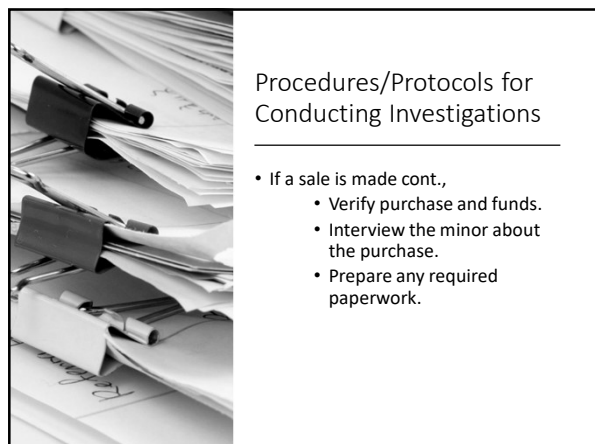 Procedures/Protocols for
Conducting Investigations
• If a sale is made cont.,
• Verify purchase and funds.
• Interview the minor about
the purchase.
• Prepare any required
paperwork.